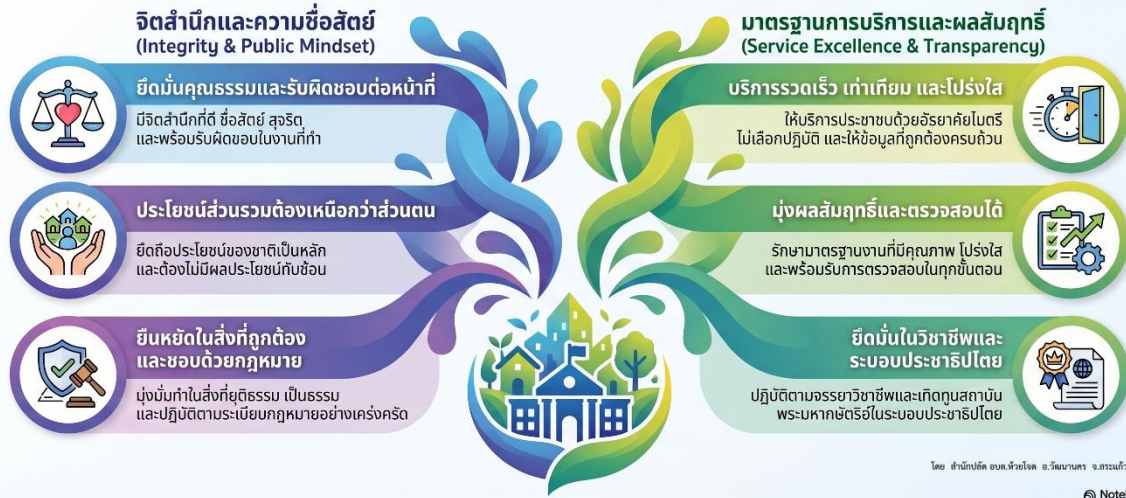 จิตสำนึกและความซื่อสัตย์
(Integrity & Public Mindset)
ยึดมั่นคุณธรรมและรับผิดชอบต่อหน้าที่
มีจิตสำนึกที่ดี ซื่อสัตย์ สุจริต
และพร้อมรับผิดชอบในงานที่ทำ
ประโยชน์ส่วนรวมต้องเหนือกว่าส่วนตน
ยึดถือประโยชน์ของชาติเป็นหลัก
และต้องไม่มีผลประโยชน์ทับซ้อน
ยืนหยัดในสิ่งที่ถูกต้อง
และชอบด้วยกฎหมาย
มุ่งมั่นทำในสิ่งที่ยุติธรรม เป็นธรรม
และปฏิบัติตามระเบียบกฎหมายอย่างเคร่งครัด
มาตรฐานการบริการและผลสัมฤทธิ์
(Service Excellence & Transparency)
บริการรวดเร็ว เท่าเทียม และโปร่งใส
ให้บริการประชาชนด้วยอัธยาศัยไมตรี
ไม่เลือกปฏิบัติ และให้ข้อมูลที่ถูกต้องครบถ้วน
มุ่งผลสัมฤทธิ์และตรวจสอบได้
รักษามาตรฐานงานที่มีคุณภาพ โปร่งใส
และพร้อมรับการตรวจสอบในทุกขั้นตอน
ยึดมั่นในวิชาชีพและ
ระบอบประชาธิปไตย
ปฏิบัติตามจรรยาวิชาชีพและเทิดทูนสถาบัน
พระมหากษัตริย์ในระบอบประชาธิปไตย
โดย สำนักปลัด อบต.ห้วยโจด อ.วัฒนานคร จ.สระแก้ว
Note